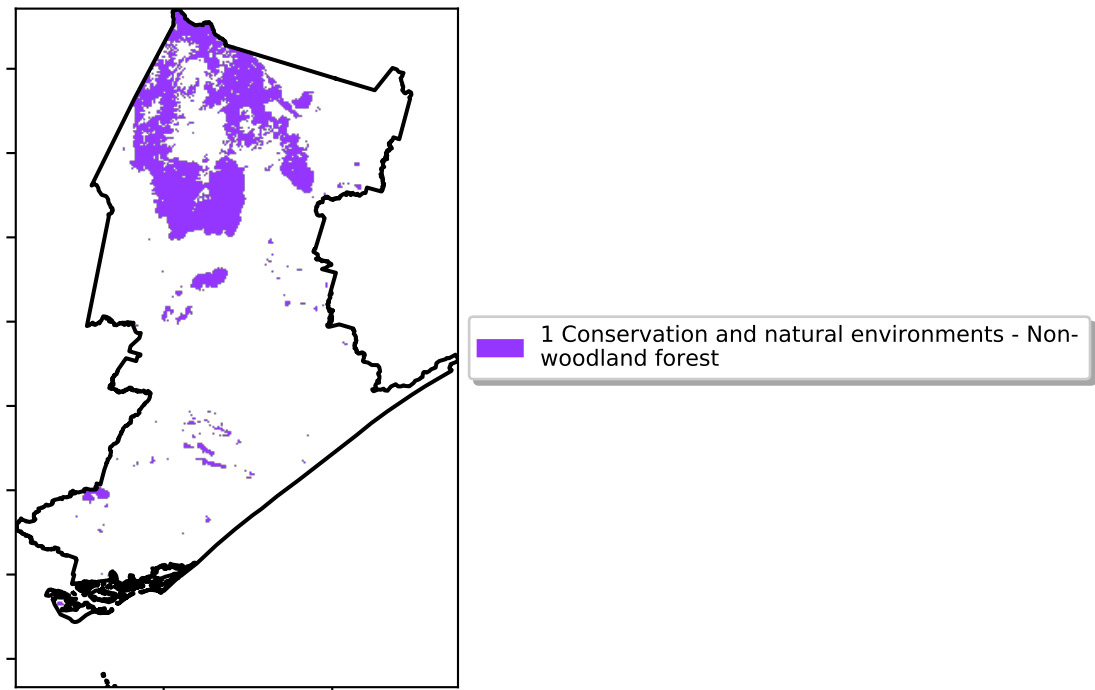 1 Conservation and natural environments - Non-
woodland forest